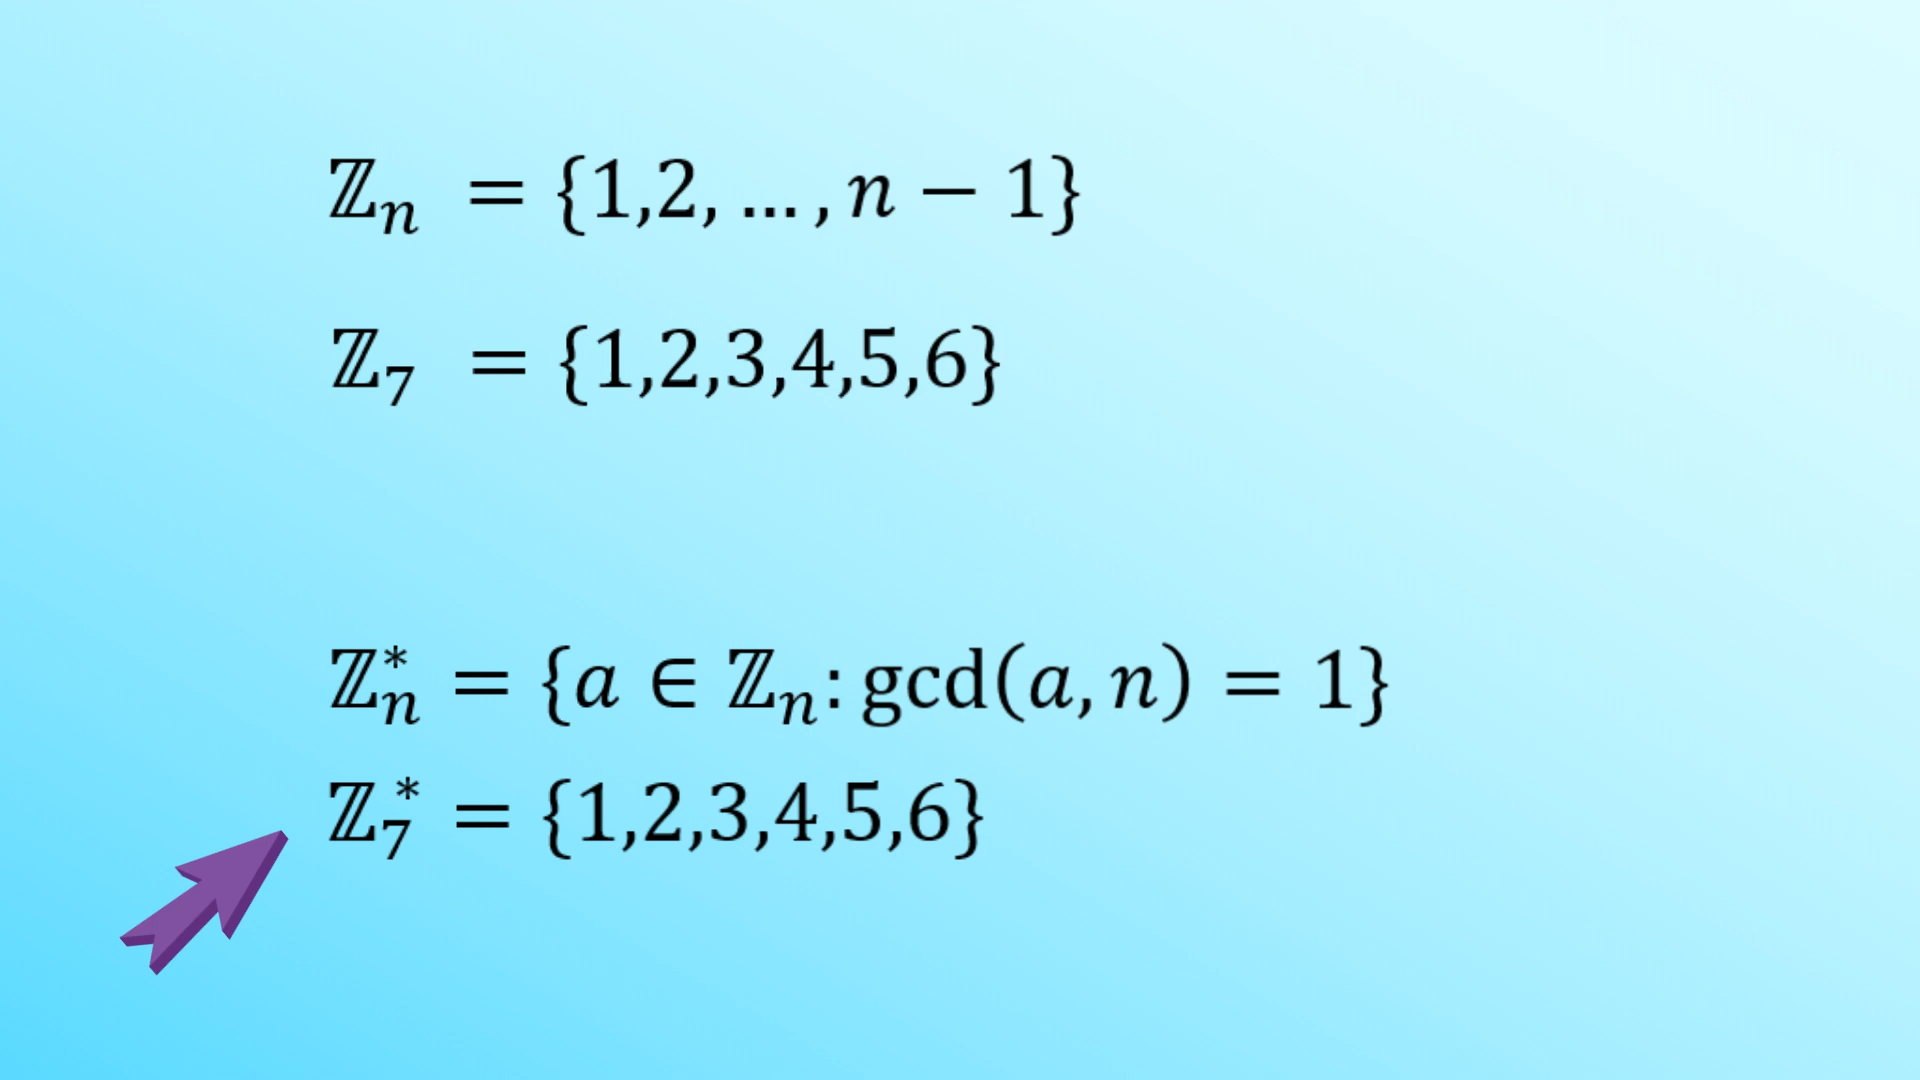 ℤₙ = {1,2, … , n − 1}
ℤ₇ = {1,2,3,4,5,6}
ℤₙ* = {a ∈ ℤₙ: gcd(a, n) = 1}
ℤ₇* = {1,2,3,4,5,6}